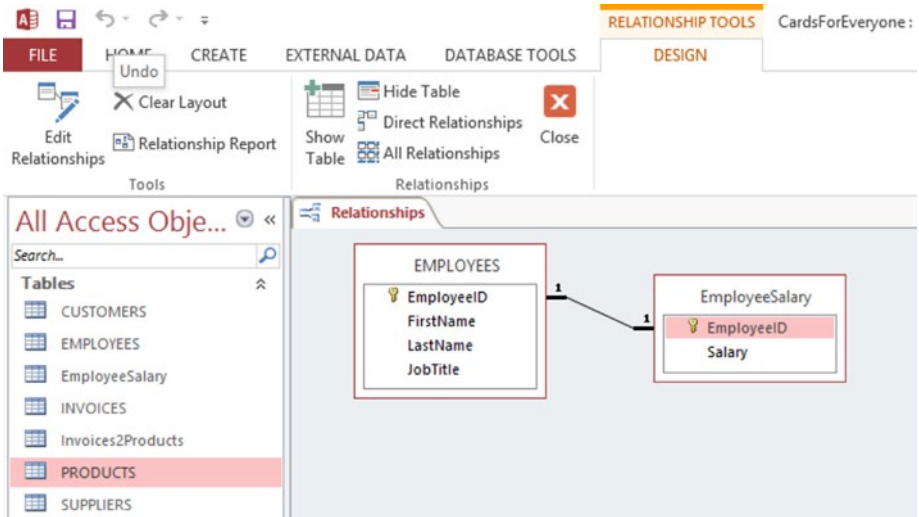 RELATIONSHIP TOOLS CardsForEveryone :
FILE HOME CREATE EXTERNAL DATA DATABASE TOOLS DESIGN
Undo
Edit Relationships
Clear Layout
Relationship Report
Tools
Show Table
Hide Table
Direct Relationships
All Relationships
Close
Relationships
All Access Obje...
Search...
Tables
CUSTOMERS
EMPLOYEES
EmployeeSalary
INVOICES
Invoices2Products
PRODUCTS
SUPPLIERS
Relationships
EMPLOYEES
EmployeeID
FirstName
LastName
JobTitle
1
1
EmployeeSalary
EmployeeID
Salary